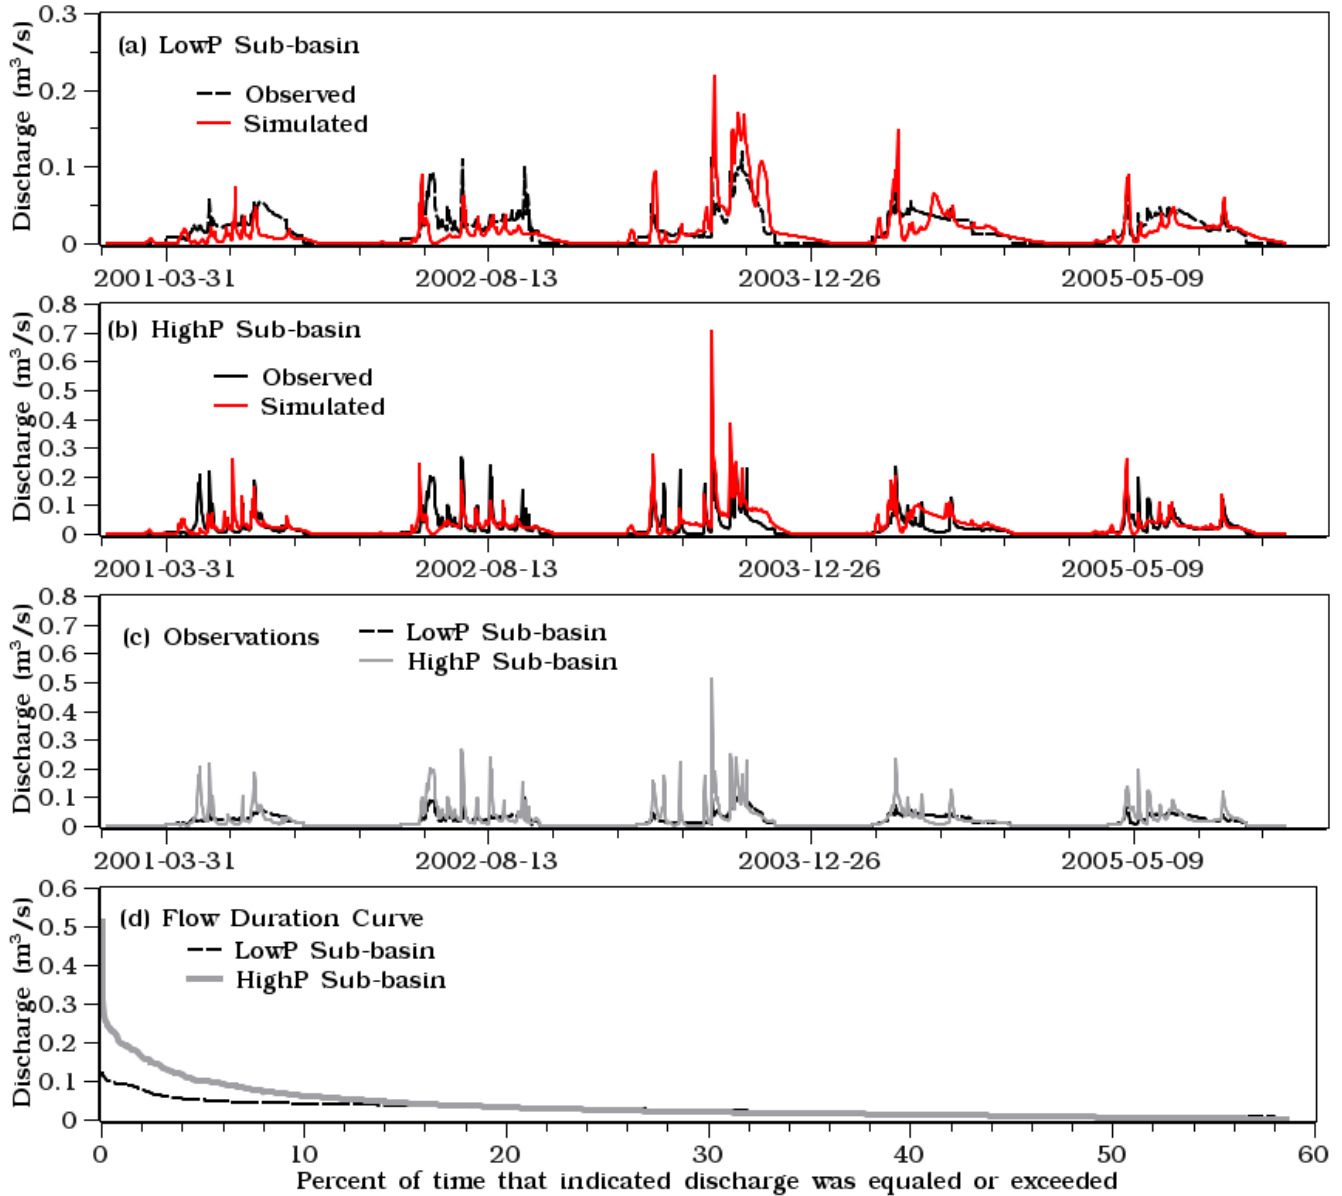 0.3
(a) LowP Sub-basin
Observed
Simulated
0.2
0.1
0
Discharge (m³/s)
2001-03-31 2002-08-13 2003-12-26 2005-05-09
0.8
(b) HighP Sub-basin
0.7
0.6
Observed
0.5
Simulated
0.4
0.3
0.2
0.1
0
Discharge (m³/s)
2001-03-31 2002-08-13 2003-12-26 2005-05-09
0.8
(c) Observations
LowP Sub-basin
HighP Sub-basin
0.7
0.6
0.5
0.4
0.3
0.2
0.1
0
Discharge (m³/s)
2001-03-31 2002-08-13 2003-12-26 2005-05-09
0.6
(d) Flow Duration Curve
LowP Sub-basin
HighP Sub-basin
0.5
0.4
0.3
0.2
0.1
0
Discharge (m³/s)
0 10 20 30 40 50 60
Percent of time that indicated discharge was equaled or exceeded